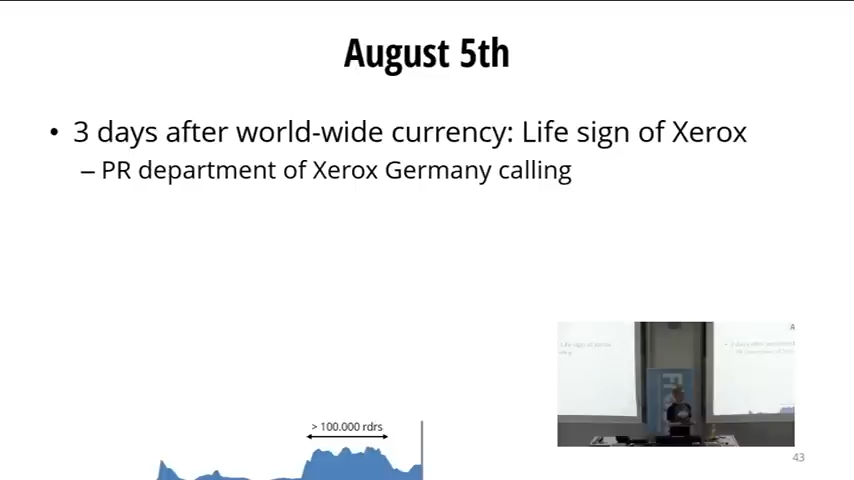 August 5th
• 3 days after world-wide currency: Life sign of Xerox
– PR department of Xerox Germany calling
> 100.000 rdrs
43